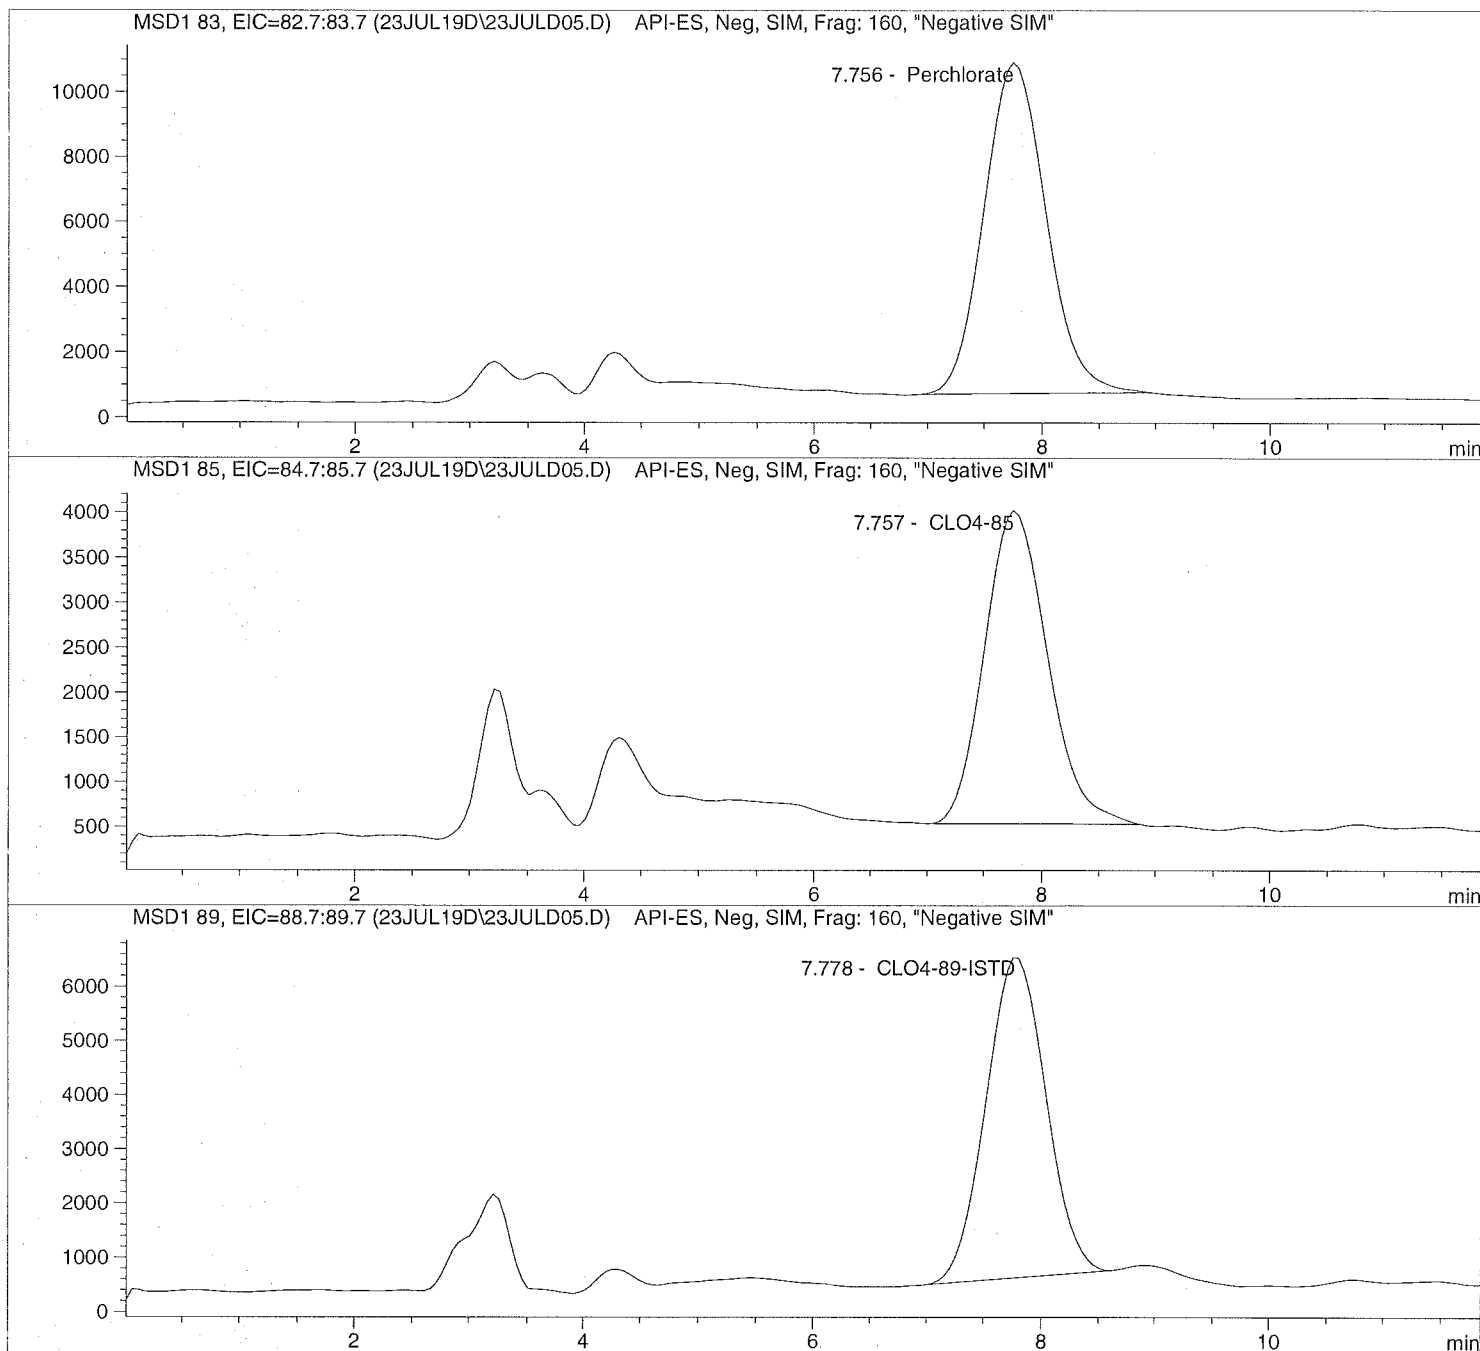 MSD1 83, EIC=82.7:83.7 (23JUL19D\23JULD05.D) API-ES, Neg, SIM, Frag: 160, "Negative SIM"
7.756 - Perchlorate
10000
8000
6000
4000
2000
0
2 4 6 8 10 min
MSD1 85, EIC=84.7:85.7 (23JUL19D\23JULD05.D) API-ES, Neg, SIM, Frag: 160, "Negative SIM"
7.757 - CLO4-85
4000
3500
3000
2500
2000
1500
1000
500
2 4 6 8 10 min
MSD1 89, EIC=88.7:89.7 (23JUL19D\23JULD05.D) API-ES, Neg, SIM, Frag: 160, "Negative SIM"
7.778 - CLO4-89-ISTD
6000
5000
4000
3000
2000
1000
0
2 4 6 8 10 min